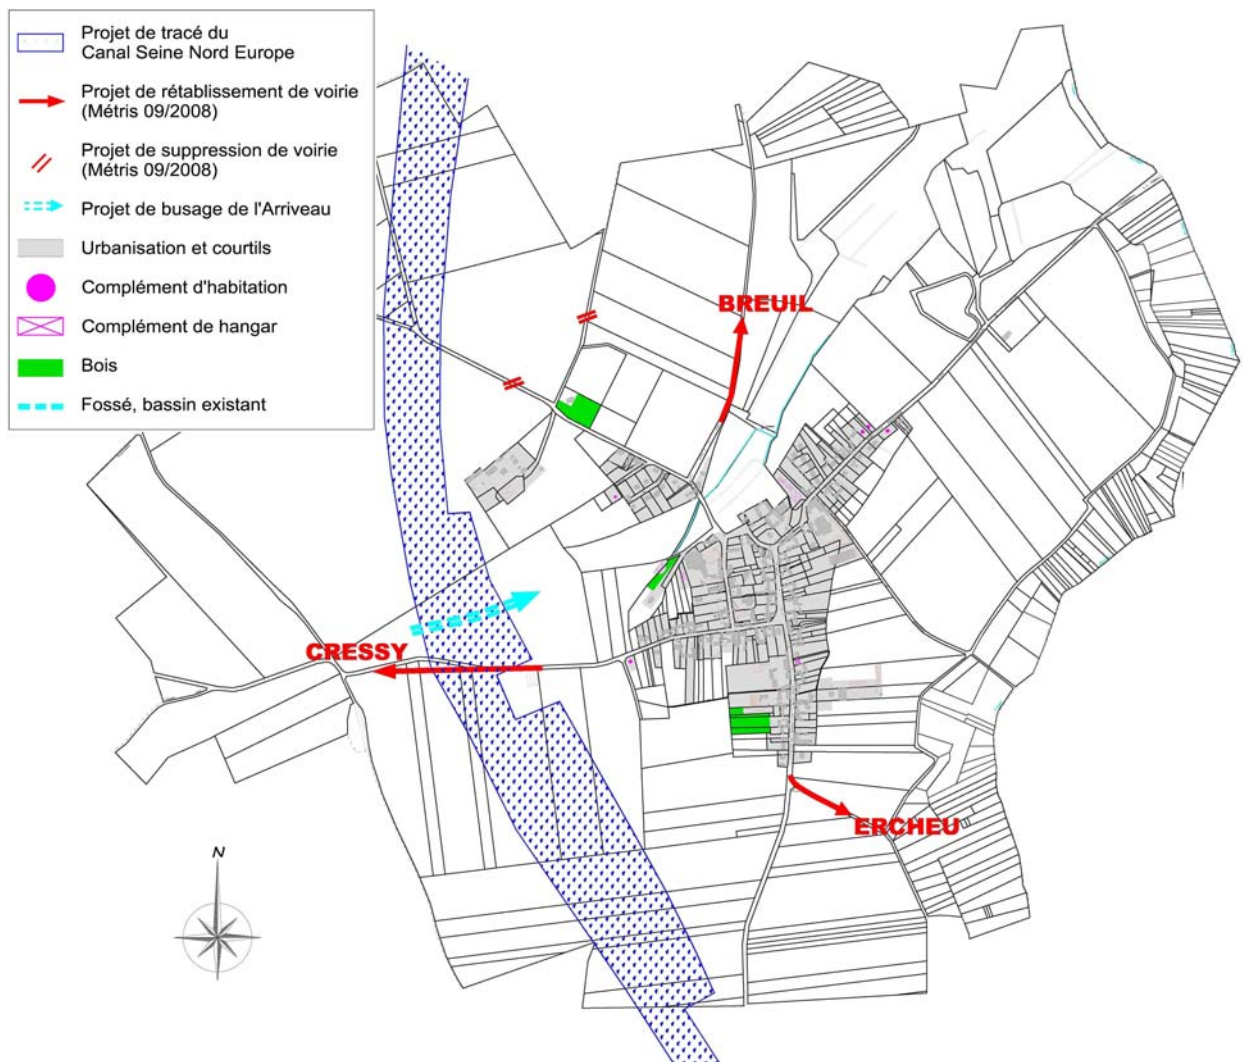 Projet de tracé du
Canal Seine Nord Europe
Projet de rétablissement de voirie
(Métris 09/2008)
Projet de suppression de voirie
(Métris 09/2008)
Projet de busage de l'Arriveau
Urbanisation et courtils
Complément d'habitation
Complément de hangar
Bois
Fossé, bassin existant
BREUIL
CRESSY
ERCHEU
N